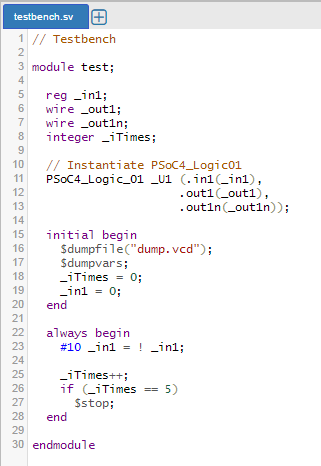 testbench.sv
1 // Testbench
2
3 module test;
4
5   reg _in1;
6   wire _out1;
7   wire _out1n;
8   integer _iTimes;
9
10   // Instantiate PSoC4_Logic01
11   PSoC4_Logic_01 _U1 (.in1(_in1),
12                       .out1(_out1),
13                       .out1n(_out1n));
14
15   initial begin
16     $dumpfile("dump.vcd");
17     $dumpvars;
18     _iTimes = 0;
19     _in1 = 0;
20   end
21
22   always begin
23     #10 _in1 = ! _in1;
24
25     _iTimes++;
26     if (_iTimes == 5)
27       $stop;
28   end
29
30 endmodule